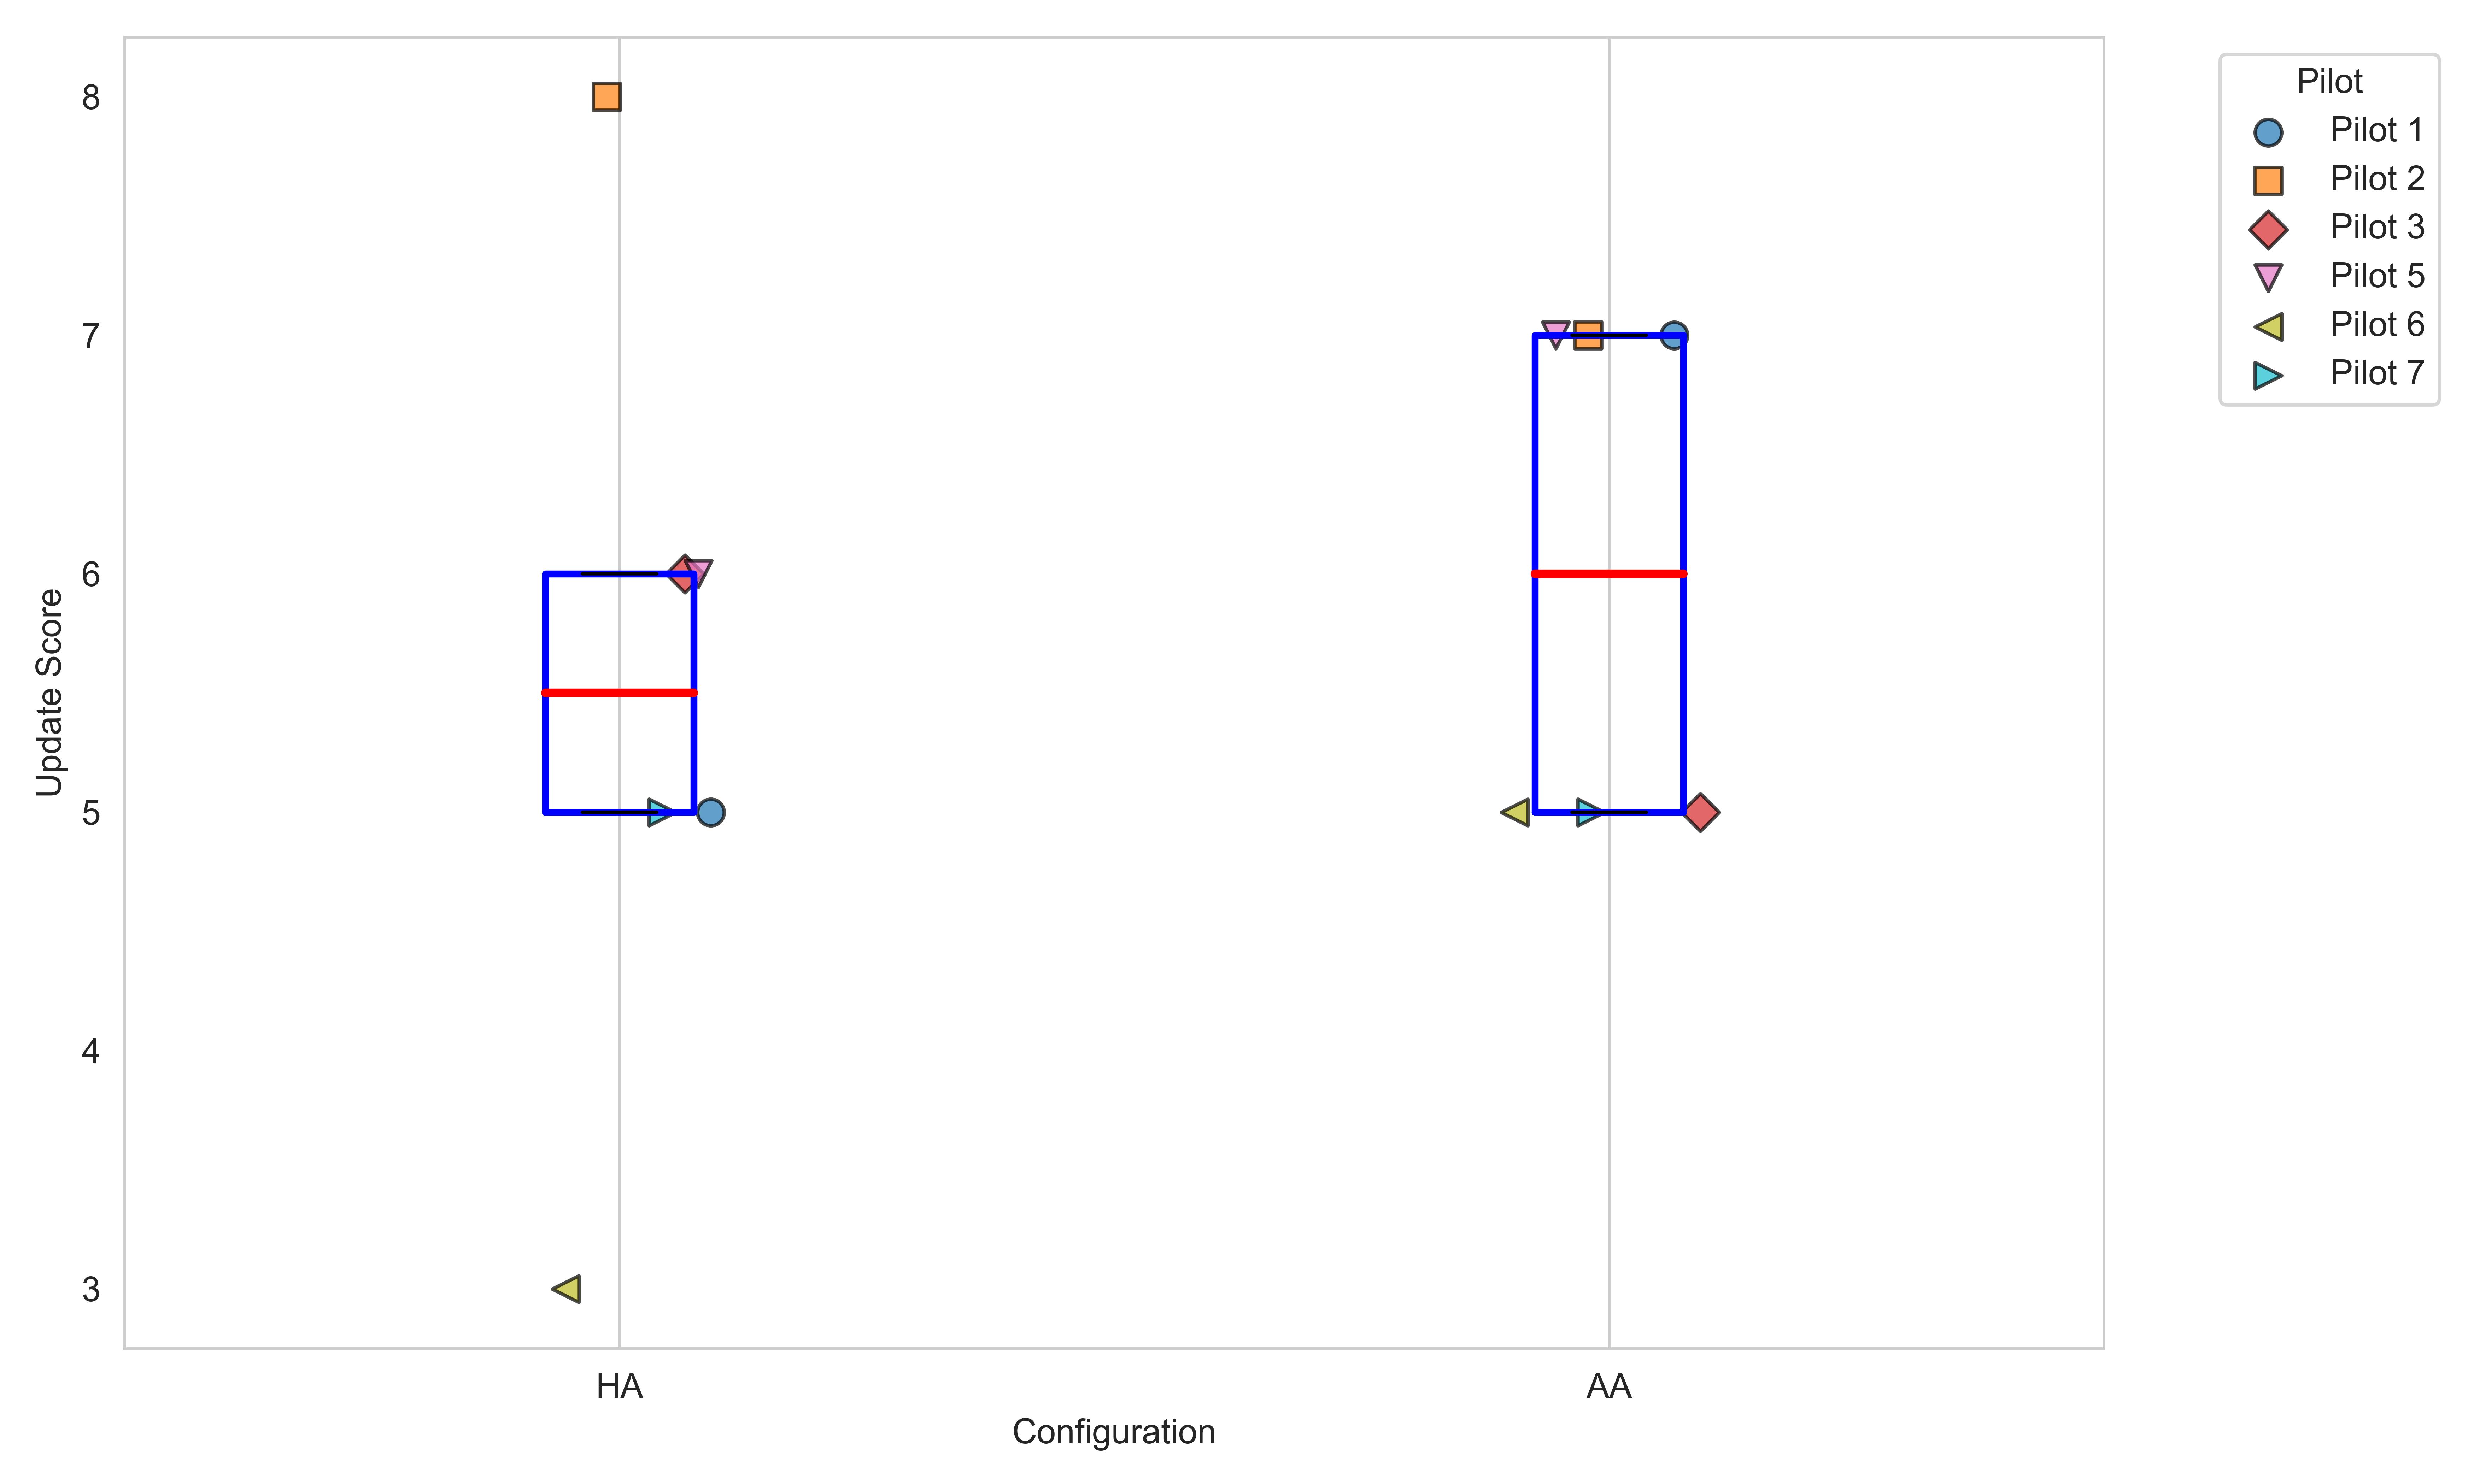 Pilot
Pilot 1
Pilot 2
Pilot 3
Pilot 5
Pilot 6
Pilot 7
Update Score
8
7
6
5
4
3
HA
AA
Configuration